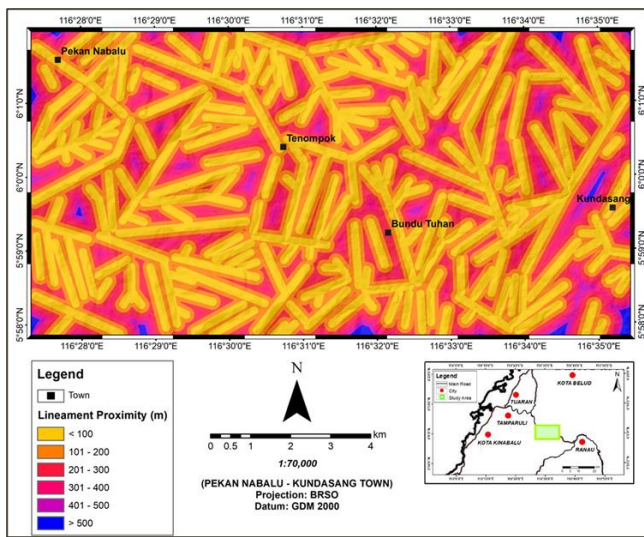 116°28'0"E 116°29'0"E 116°30'0"E 116°31'0"E 116°32'0"E 116°33'0"E 116°34'0"E 116°35'0"E
Pekan Nabalu
6°1'0"N
6°1'0"N
Tenompok
6°0'0"N
6°0'0"N
Kundasang
Bundu Tuhan
5°59'0"N
5°59'0"N
5°58'0"N
5°58'0"N
116°28'0"E 116°29'0"E 116°30'0"E 116°31'0"E 116°32'0"E 116°33'0"E 116°34'0"E 116°35'0"E
Legend
Town
Lineament Proximity (m)
< 100
101 - 200
201 - 300
301 - 400
401 - 500
> 500
N
km
0 0.5 1 2 3 4
1:70,000
(PEKAN NABALU - KUNDASANG TOWN)
Projection: BRSO
Datum: GDM 2000
Legend
Main Road
City
Study Area
N
KOTA BELUD
TUARAN
TAMPARULI
KOTA KINABALU
RANAU